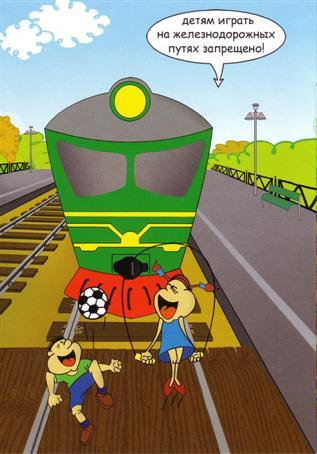 детям играть
на железнодорожных
путях запрещено!